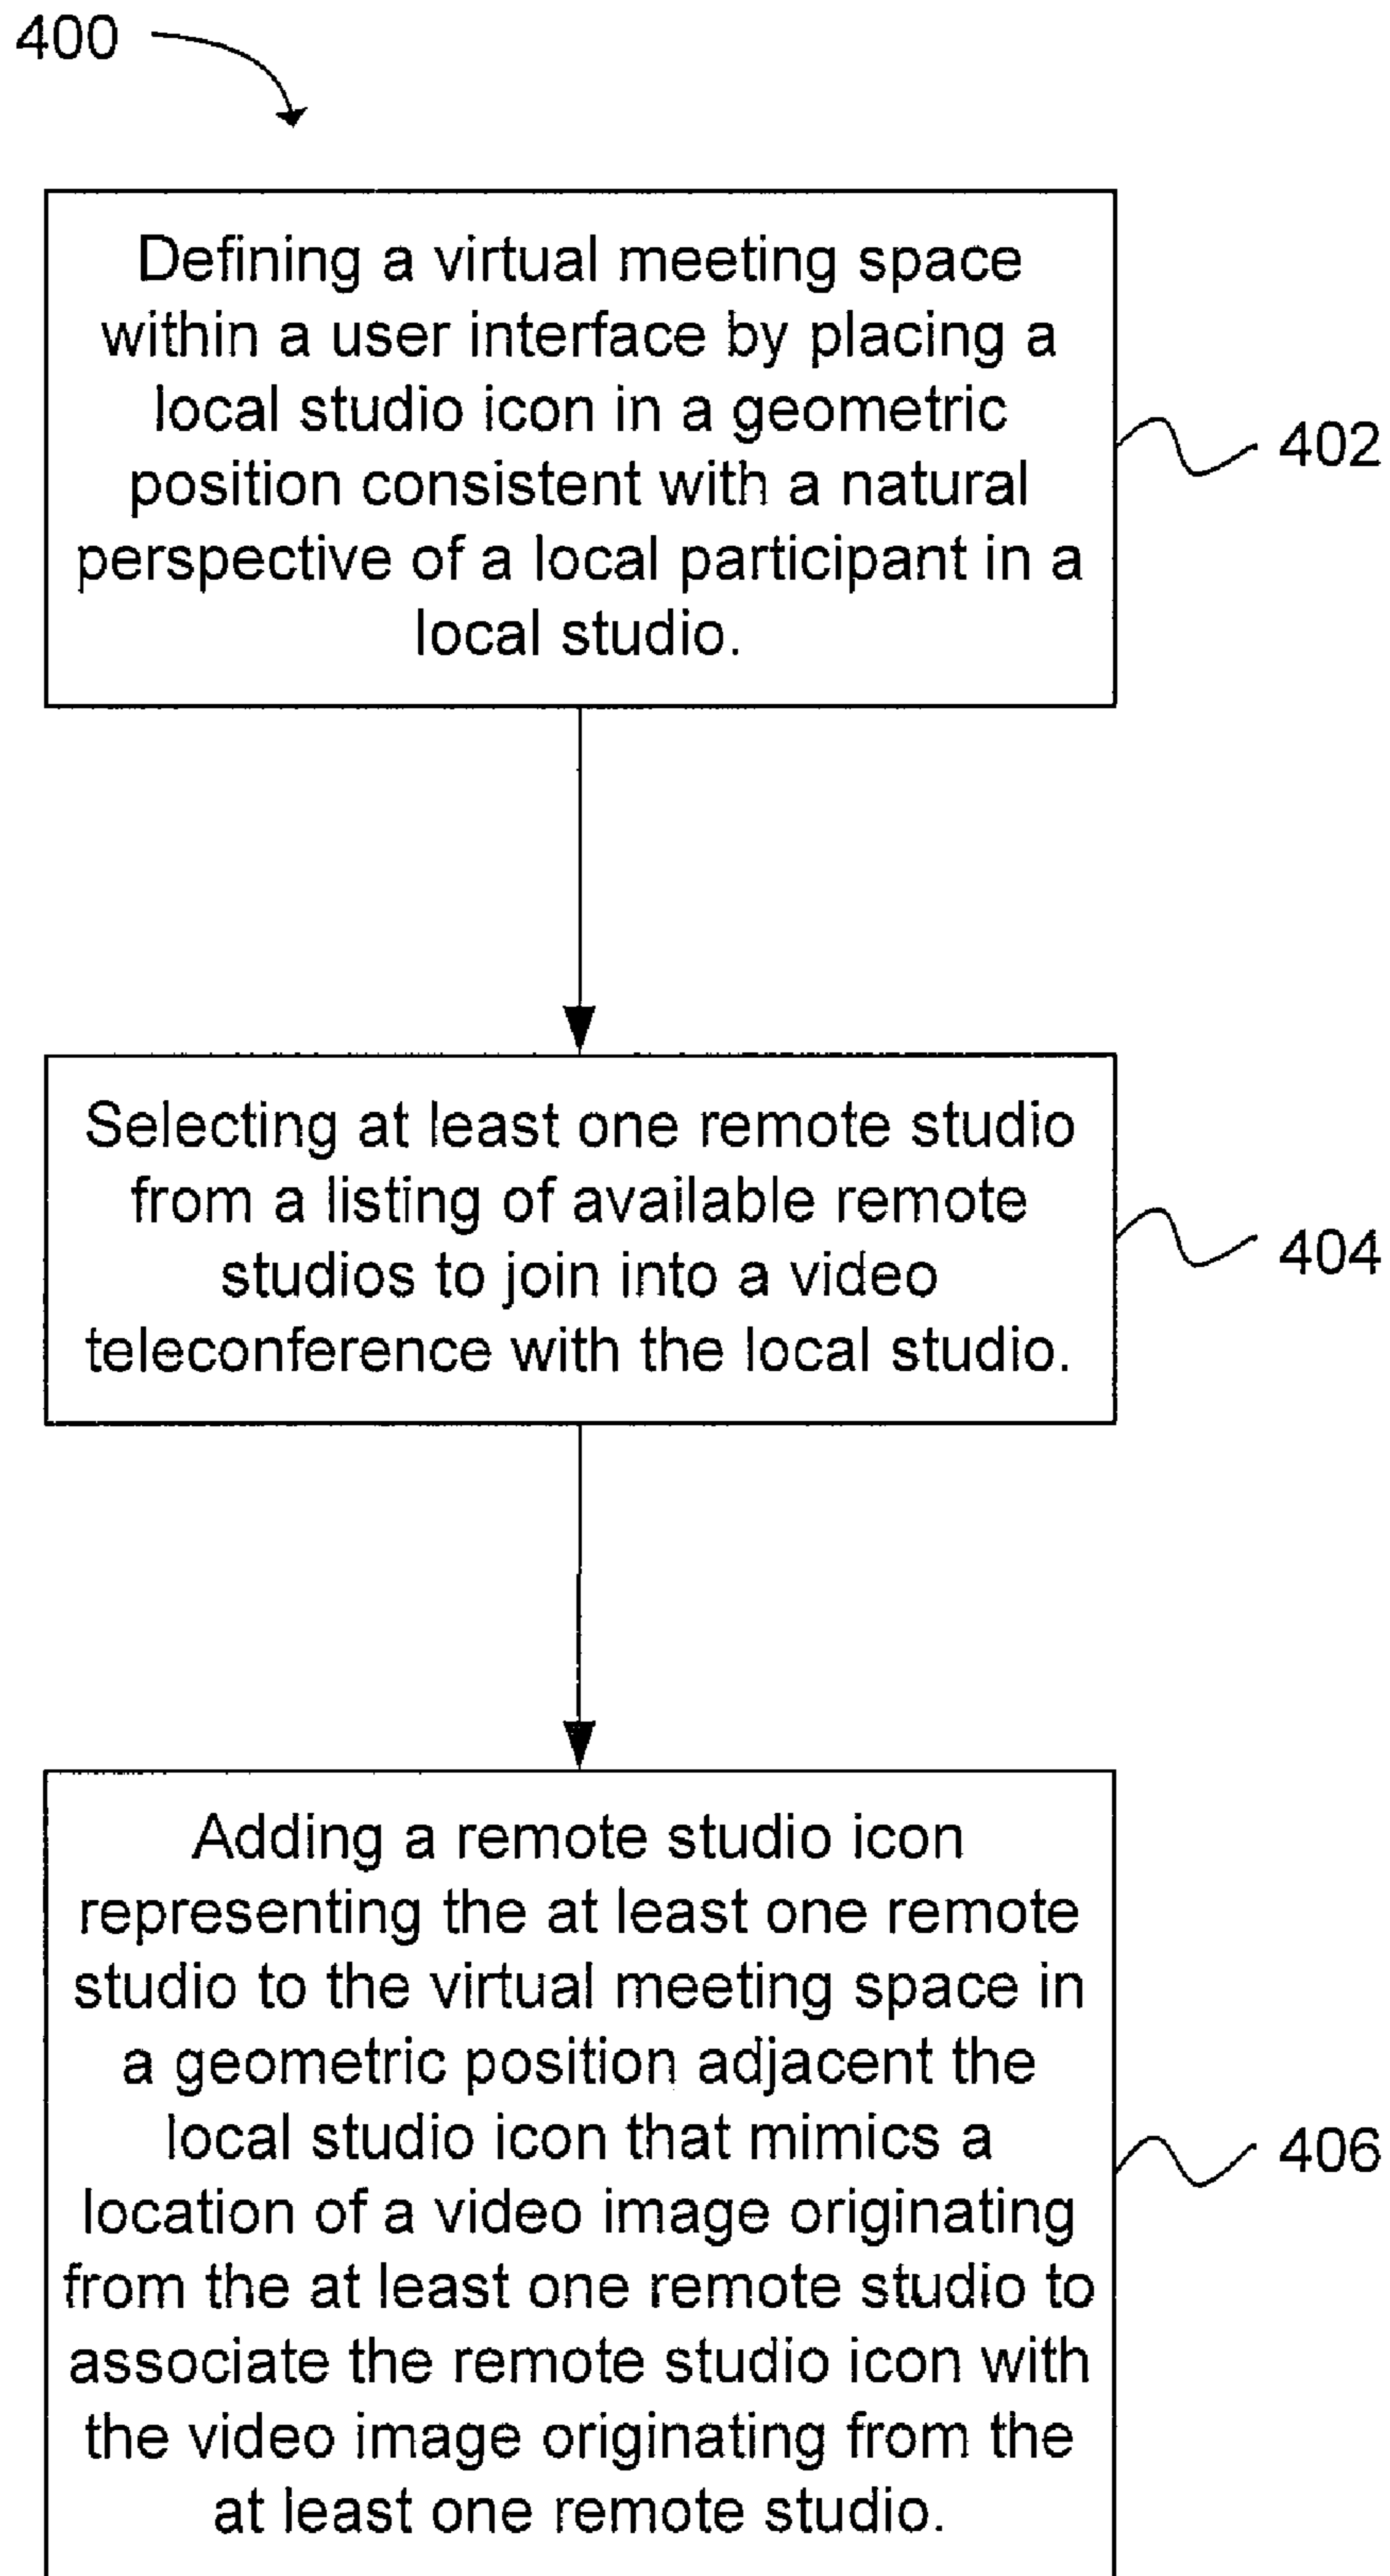 400
Defining a virtual meeting space
within a user interface by placing a
local studio icon in a geometric
position consistent with a natural
perspective of a local participant in a
local studio.
402
Selecting at least one remote studio
from a listing of available remote
studios to join into a video
teleconference with the local studio.
404
Adding a remote studio icon
representing the at least one remote
studio to the virtual meeting space in
a geometric position adjacent the
local studio icon that mimics a
location of a video image originating
from the at least one remote studio to
associate the remote studio icon with
the video image originating from the
at least one remote studio.
406